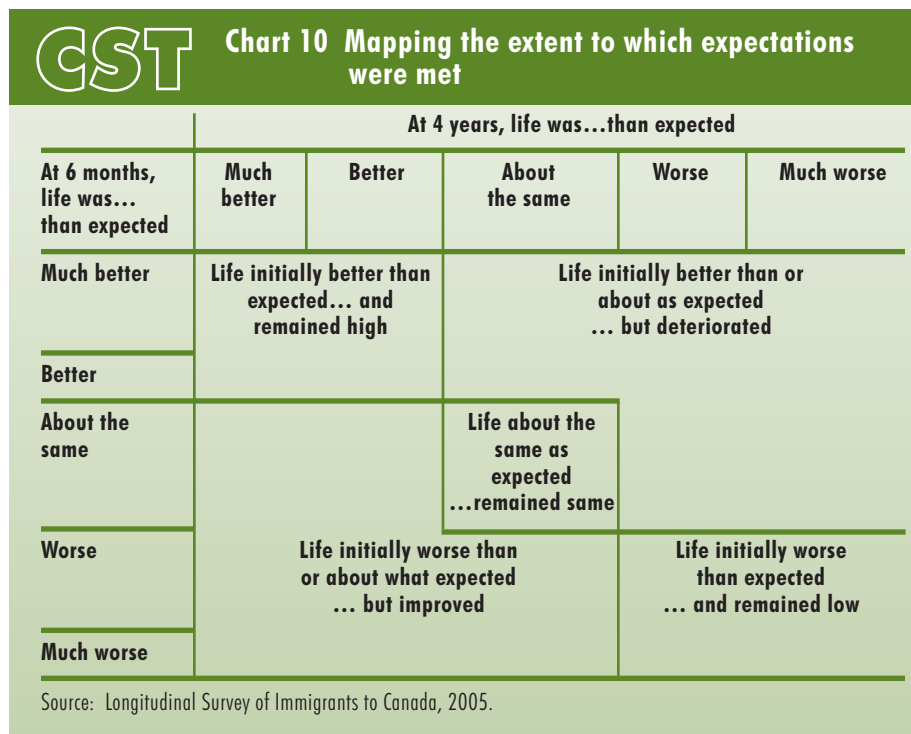 CST
Chart 10 Mapping the extent to which expectations
were met
At 4 years, life was…than expected
At 6 months,
life was…
than expected
Much
better
Better
About
the same
Worse
Much worse
Much better
Life initially better than
expected… and
remained high
Life initially better than or
about as expected
… but deteriorated
Better
About the
same
Life about the
same as
expected
…remained same
Worse
Life initially worse than
or about what expected
… but improved
Life initially worse
than expected
… and remained low
Much worse
Source: Longitudinal Survey of Immigrants to Canada, 2005.